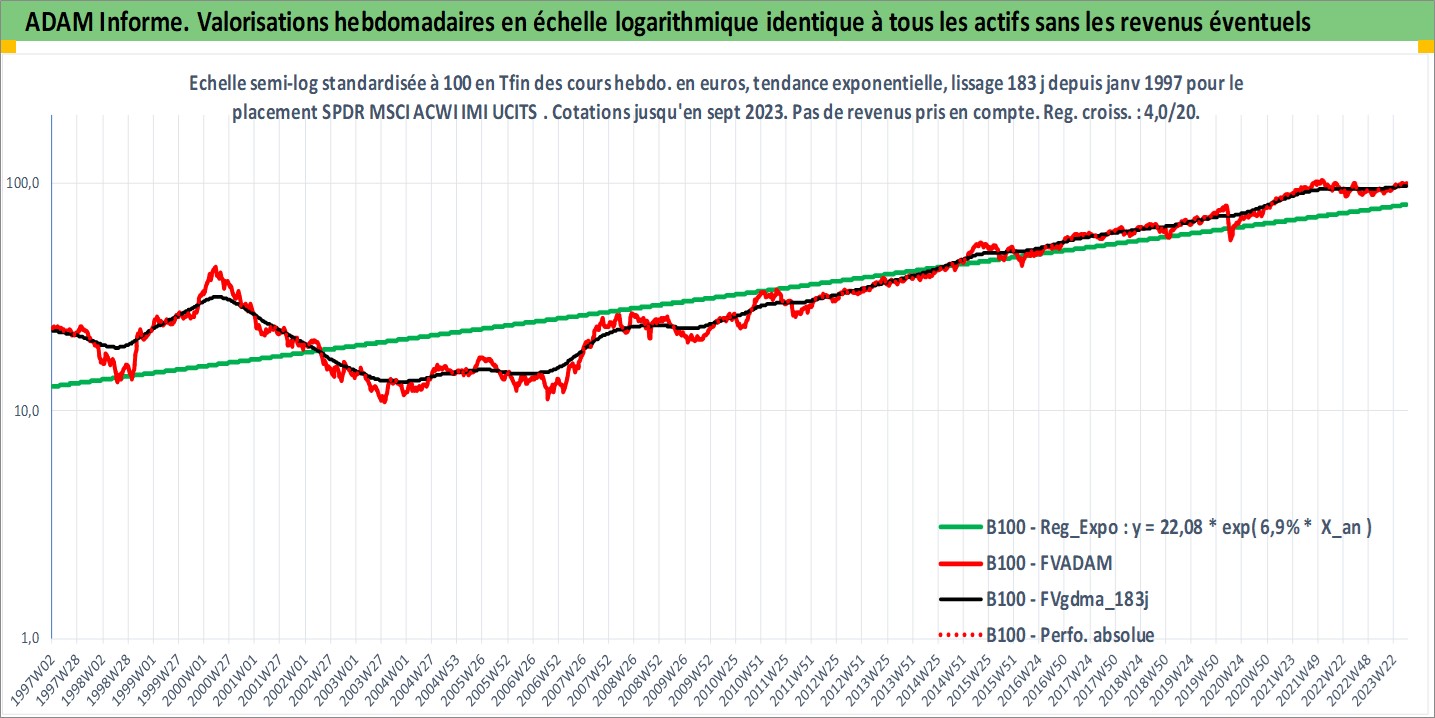 ADAM Informe. Valorisations hebdomadaires en échelle logarithmique identique à tous les actifs sans les revenus éventuels
Echelle semi-log standardisée à 100 en Tfin des cours hebdo. en euros, tendance exponentielle, lissage 183 j depuis janv 1997 pour le
placement SPDR MSCI ACWI IMI UCITS . Cotations jusqu'en sept 2023. Pas de revenus pris en compte. Reg. croiss. : 4,0/20.
100,0
10,0
1,0
B100 - Reg_Expo : y = 22,08 * exp( 6,9% * X_an )
B100 - FVADAM
B100 - FVgdma_183j
B100 - Perfo. absolue
1997W02
1997W28
1998W02
1998W28
1999W01
1999W27
2000W01
2000W27
2001W01
2001W27
2002W01
2002W27
2003W01
2003W27
2004W01
2004W27
2004W53
2005W26
2005W52
2006W26
2006W52
2007W26
2007W52
2008W26
2008W52
2009W26
2009W52
2010W25
2010W51
2011W25
2011W51
2012W25
2012W51
2013W25
2013W51
2014W25
2014W51
2015W25
2015W51
2016W24
2016W50
2017W24
2017W50
2018W24
2018W50
2019W24
2019W50
2020W24
2020W50
2021W23
2021W49
2022W22
2022W48
2023W22